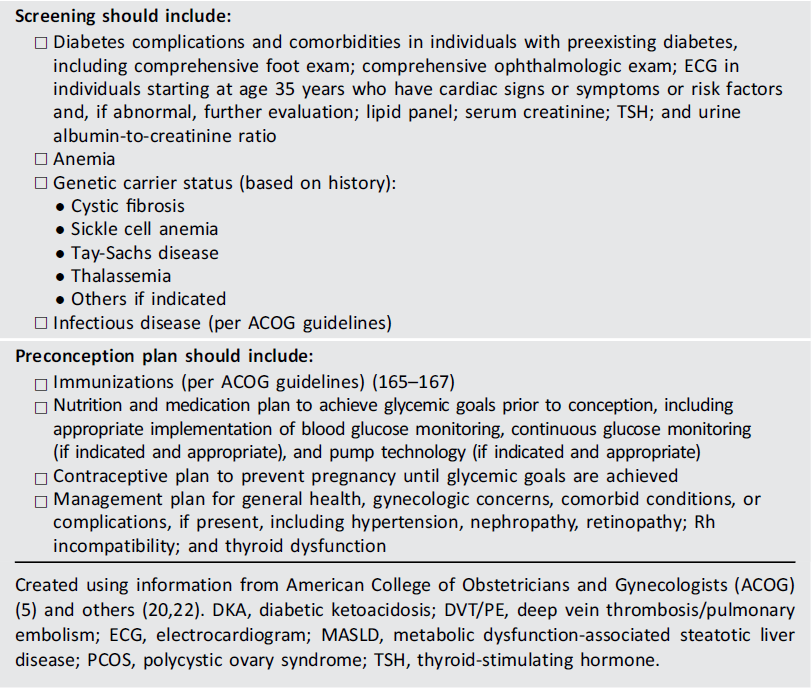 Screening should include:
☐ Diabetes complications and comorbidities in individuals with preexisting diabetes,
including comprehensive foot exam; comprehensive ophthalmologic exam; ECG in
individuals starting at age 35 years who have cardiac signs or symptoms or risk factors
and, if abnormal, further evaluation; lipid panel; serum creatinine; TSH; and urine
albumin-to-creatinine ratio
☐ Anemia
☐ Genetic carrier status (based on history):
● Cystic fibrosis
● Sickle cell anemia
● Tay-Sachs disease
● Thalassemia
● Others if indicated
☐ Infectious disease (per ACOG guidelines)
Preconception plan should include:
☐ Immunizations (per ACOG guidelines) (165–167)
☐ Nutrition and medication plan to achieve glycemic goals prior to conception, including
appropriate implementation of blood glucose monitoring, continuous glucose monitoring
(if indicated and appropriate), and pump technology (if indicated and appropriate)
☐ Contraceptive plan to prevent pregnancy until glycemic goals are achieved
☐ Management plan for general health, gynecologic concerns, comorbid conditions, or
complications, if present, including hypertension, nephropathy, retinopathy; Rh
incompatibility; and thyroid dysfunction
Created using information from American College of Obstetricians and Gynecologists (ACOG)
(5) and others (20,22). DKA, diabetic ketoacidosis; DVT/PE, deep vein thrombosis/pulmonary
embolism; ECG, electrocardiogram; MASLD, metabolic dysfunction-associated steatotic liver
disease; PCOS, polycystic ovary syndrome; TSH, thyroid-stimulating hormone.